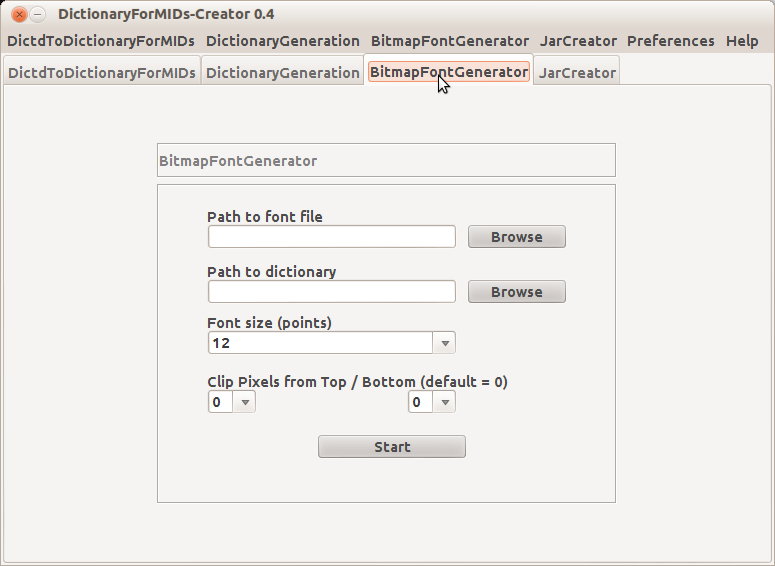 DictionaryForMIDs-Creator 0.4
DictdToDictionaryForMIDs DictionaryGeneration BitmapFontGenerator JarCreator Preferences Help
DictdToDictionaryForMIDs DictionaryGeneration BitmapFontGenerator JarCreator
BitmapFontGenerator
Path to font file
Browse
Path to dictionary
Browse
Font size (points)
12
Clip Pixels from Top / Bottom (default = 0)
0 0
Start